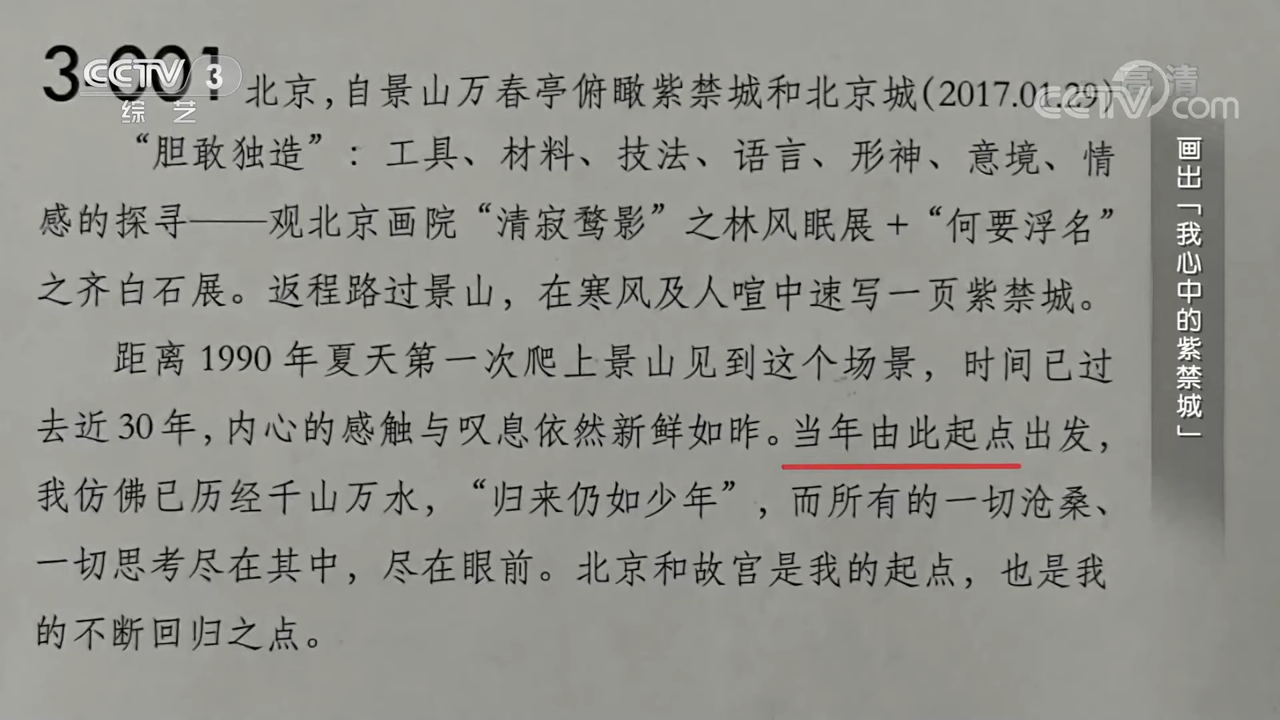 3-001 北京，自景山万春亭俯瞰紫禁城和北京城（2017.01.29）
“胆敢独造”：工具、材料、技法、语言、形神、意境、情
感的探寻——观北京画院“清寂鹜影”之林风眠展＋“何要浮名”
之齐白石展。返程路过景山，在寒风及人喧中速写一页紫禁城。
距离 1990 年夏天第一次爬上景山见到这个场景，时间已过
去近 30 年，内心的感触与叹息依然新鲜如昨。当年由此起点出发，
我仿佛已历经千山万水，“归来仍如少年”，而所有的一切沧桑、
一切思考尽在其中，尽在眼前。北京和故宫是我的起点，也是我
的不断回归之点。
CCTV 3
综艺
高清
CCTV.com
画出「我心中的紫禁城」